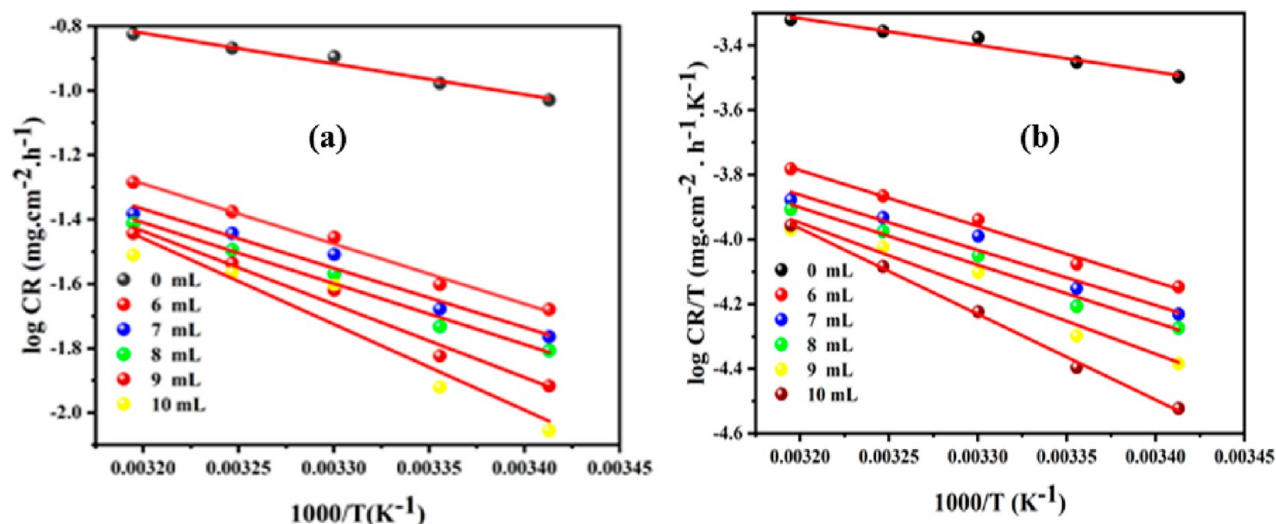 (a)
log CR (mg.cm⁻².h⁻¹)
-0.8
-1.0
-1.2
-1.4
-1.6
-1.8
-2.0
0 mL
6 mL
7 mL
8 mL
9 mL
10 mL
0.00320 0.00325 0.00330 0.00335 0.00340 0.00345
1000/T(K⁻¹)
(b)
log CR/T (mg.cm⁻² . h⁻¹.K⁻¹)
-3.4
-3.6
-3.8
-4.0
-4.2
-4.4
-4.6
0 mL
6 mL
7 mL
8 mL
9 mL
10 mL
0.00320 0.00325 0.00330 0.00335 0.00340 0.00345
1000/T (K⁻¹)